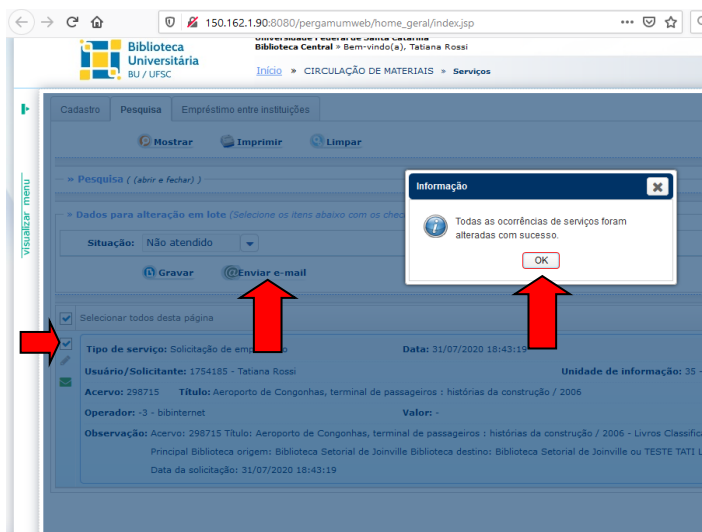 150.162.1.90:8080/pergamumweb/home_geral/index.jsp
Biblioteca
Universitária
BU / UFSC
Universidade Federal de Santa Catarina
Biblioteca Central » Bem-vindo(a), Tatiana Rossi
Início » CIRCULAÇÃO DE MATERIAIS » Serviços
visualizar menu
Cadastro Pesquisa Empréstimo entre instituições
Mostrar Imprimir Limpar
» Pesquisa ( (abrir e fechar) )
» Dados para alteração em lote (Selecione os itens abaixo com os chec
Situação: Não atendido
Gravar @Enviar e-mail
Informação
Todas as ocorrências de serviços foram
alteradas com sucesso.
OK
Selecionar todos desta página
Tipo de serviço: Solicitação de Data: 31/07/2020 18:43:19
Usuário/Solicitante: 1754185 - Tatiana Rossi Unidade de informação: 35 -
Acervo: 298715 Título: Aeroporto de Congonhas, terminal de passageiros : histórias da construção / 2006
Operador: -3 - bibinternet Valor: -
Observação: Acervo: 298715 Título: Aeroporto de Congonhas, terminal de passageiros : histórias da construção / 2006 - Livros Classific
Principal Biblioteca origem: Biblioteca Setorial de Joinville Biblioteca destino: Biblioteca Setorial de Joinville ou TESTE TATI L
Data da solicitação: 31/07/2020 18:43:19